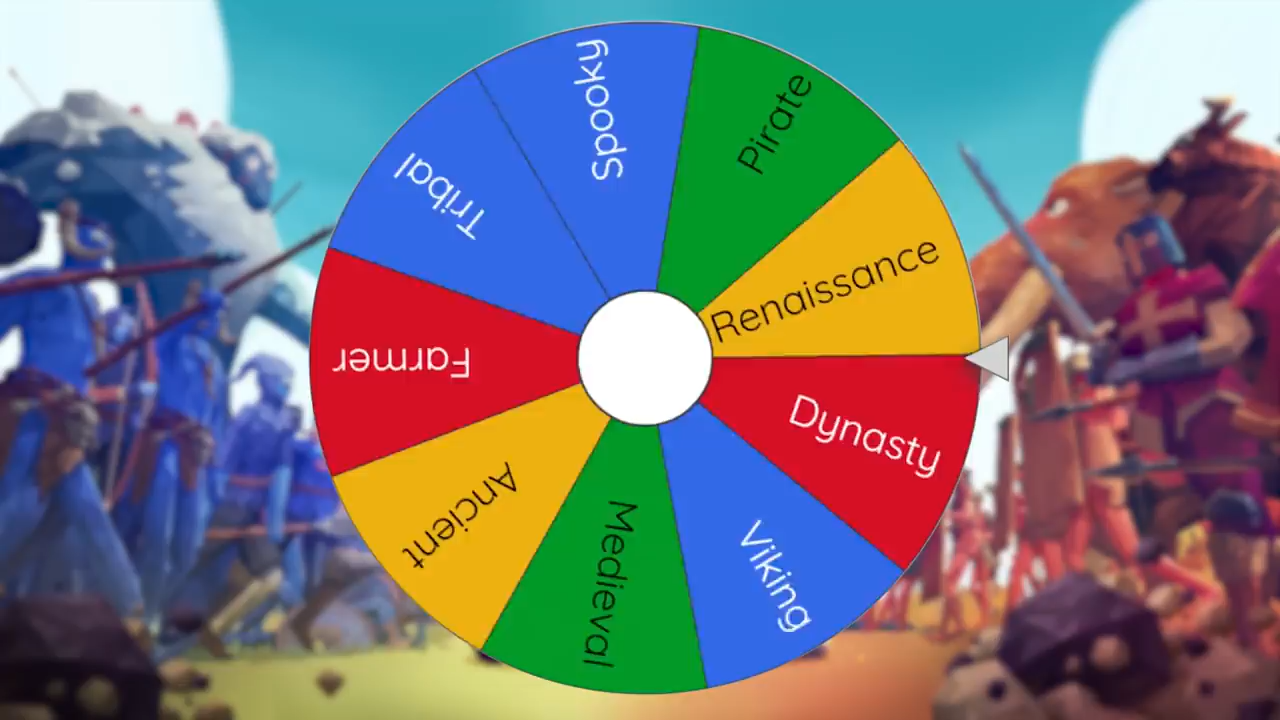 Spooky
Pirate
Renaissance
Dynasty
Viking
Medieval
Ancient
Farmer
Tribal